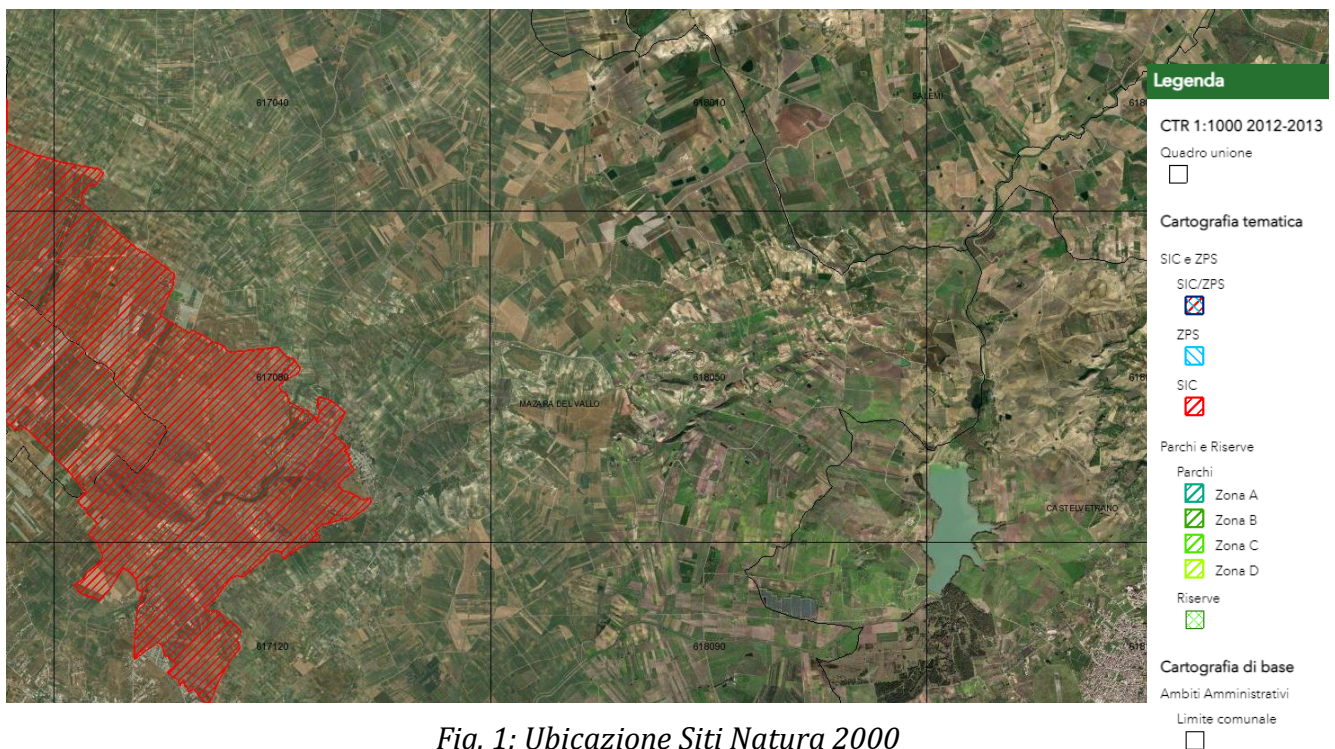 617040
618010
SALEMI
618
617080
618050
618
MAZARA DEL VALLO
CASTELVETRANO
617120
618090
618
Legenda
CTR 1:1000 2012-2013
Quadro unione
Cartografia tematica
SIC e ZPS
SIC/ZPS
ZPS
SIC
Parchi e Riserve
Parchi
Zona A
Zona B
Zona C
Zona D
Riserve
Cartografia di base
Ambiti Amministrativi
Limite comunale
Fig. 1: Ubicazione Siti Natura 2000